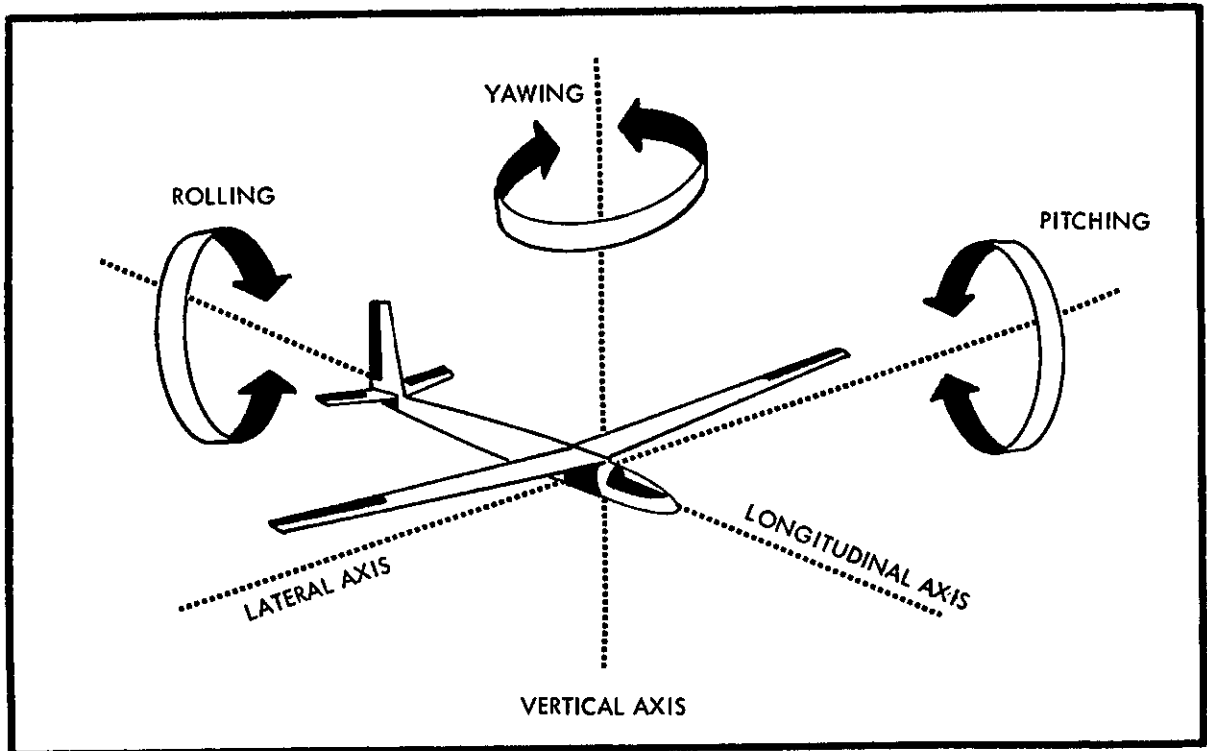 YAWING
ROLLING
PITCHING
LATERAL AXIS
LONGITUDINAL AXIS
VERTICAL AXIS